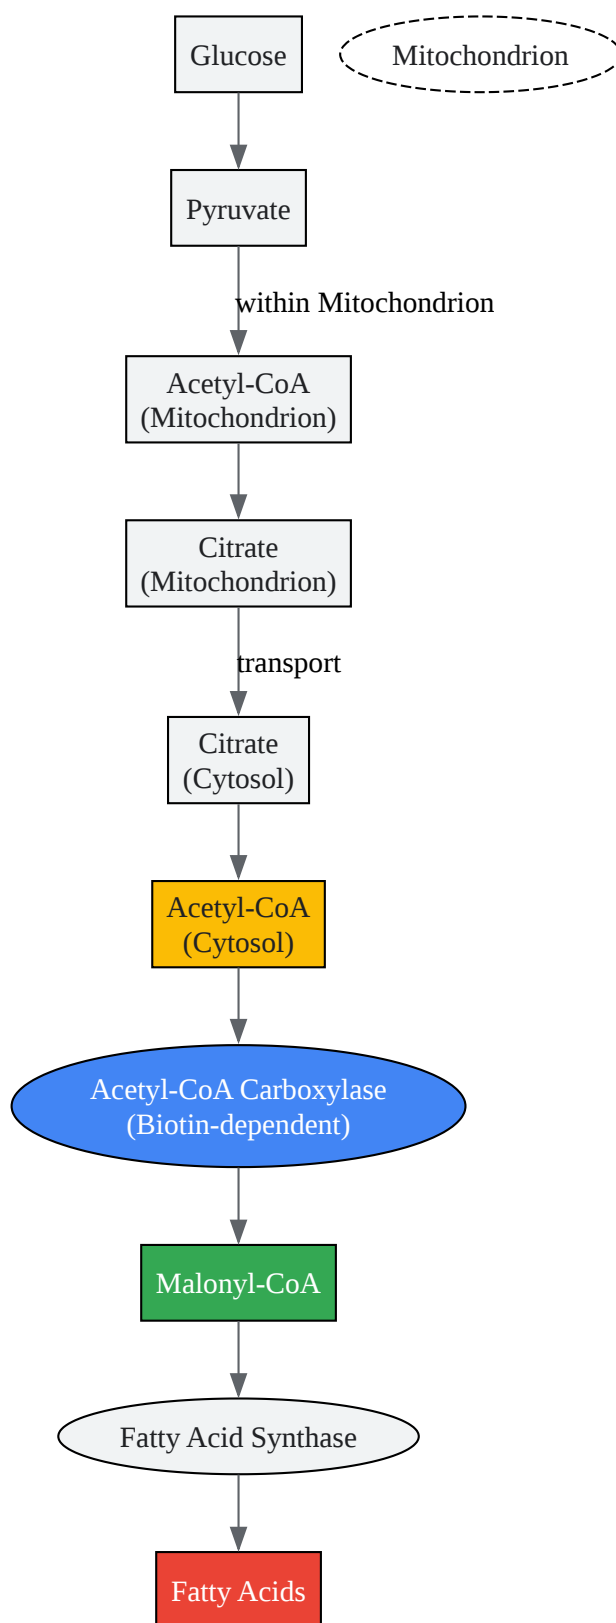 Glucose
Mitochondrion
Pyruvate
within Mitochondrion
Acetyl-CoA
(Mitochondrion)
Citrate
(Mitochondrion)
transport
Citrate
(Cytosol)
Acetyl-CoA
(Cytosol)
Acetyl-CoA Carboxylase
(Biotin-dependent)
Malonyl-CoA
Fatty Acid Synthase
Fatty Acids